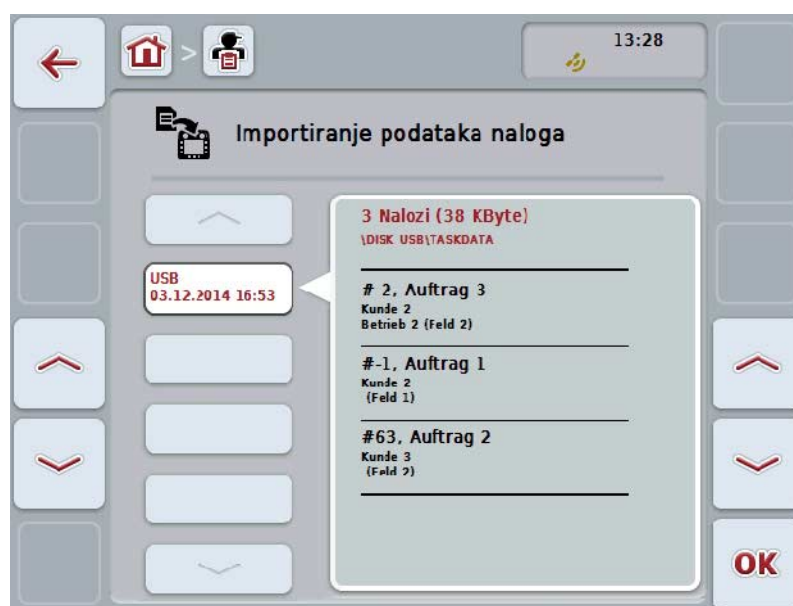 13:28
Importiranje podataka naloga
USB
03.12.2014 16:53
3 Nalozi (38 KByte)
\DISK USB\TASKDATA
# 2, Auftrag 3
Kunde 2
Betrieb 2 (Feld 2)
#-1, Auftrag 1
Kunde 2
(Feld 1)
#63, Auftrag 2
Kunde 3
(Feld 2)
OK